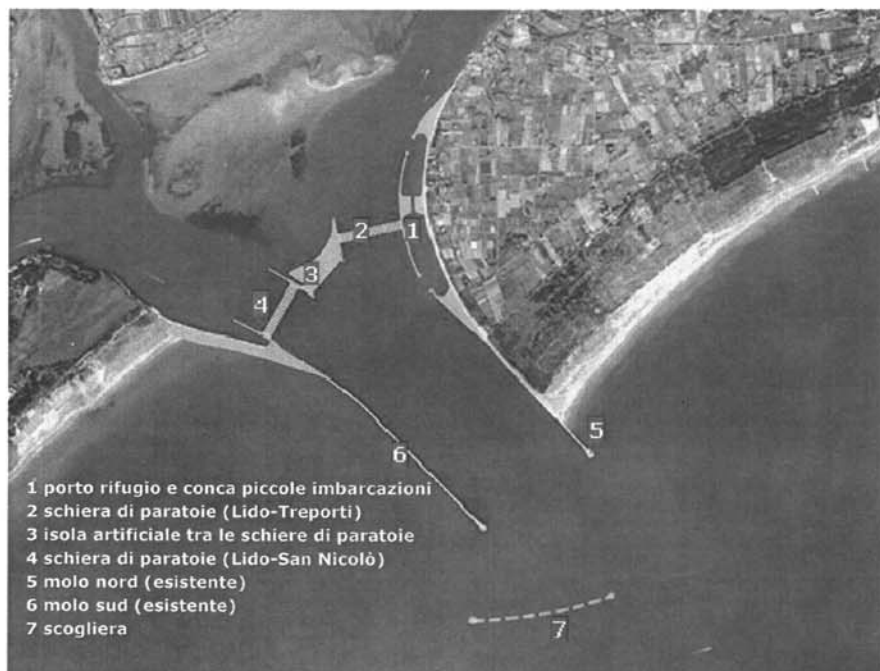 1
2
3
4
5
6
1 porto rifugio e conca piccole imbarcazioni
2 schiera di paratoie (Lido-Treporti)
3 isola artificiale tra le schiere di paratoie
4 schiera di paratoie (Lido-San Nicolò)
5 molo nord (esistente)
6 molo sud (esistente)
7 scogliera
7